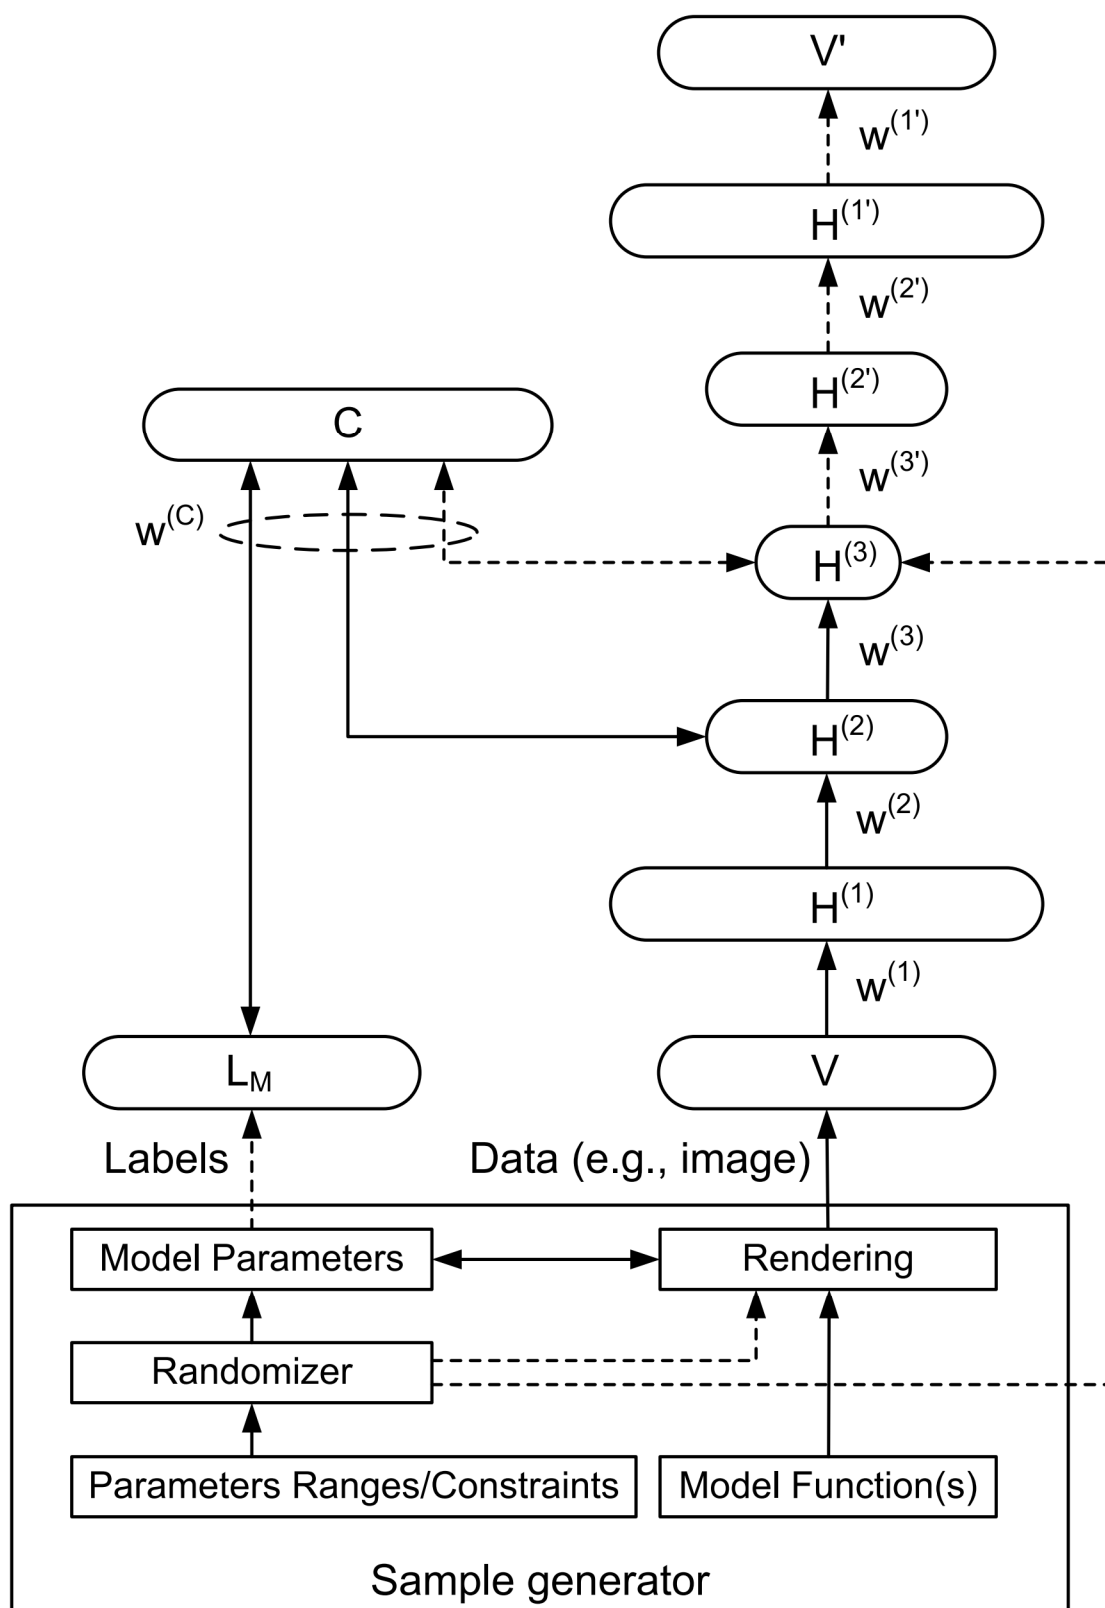 V'
w(1')
H(1')
w(2')
H(2')
C
w(3')
w(C)
H(3)
w(3)
H(2)
w(2)
H(1)
w(1)
LM
V
Labels
Data (e.g., image)
Model Parameters
Rendering
Randomizer
Parameters Ranges/Constraints
Model Function(s)
Sample generator